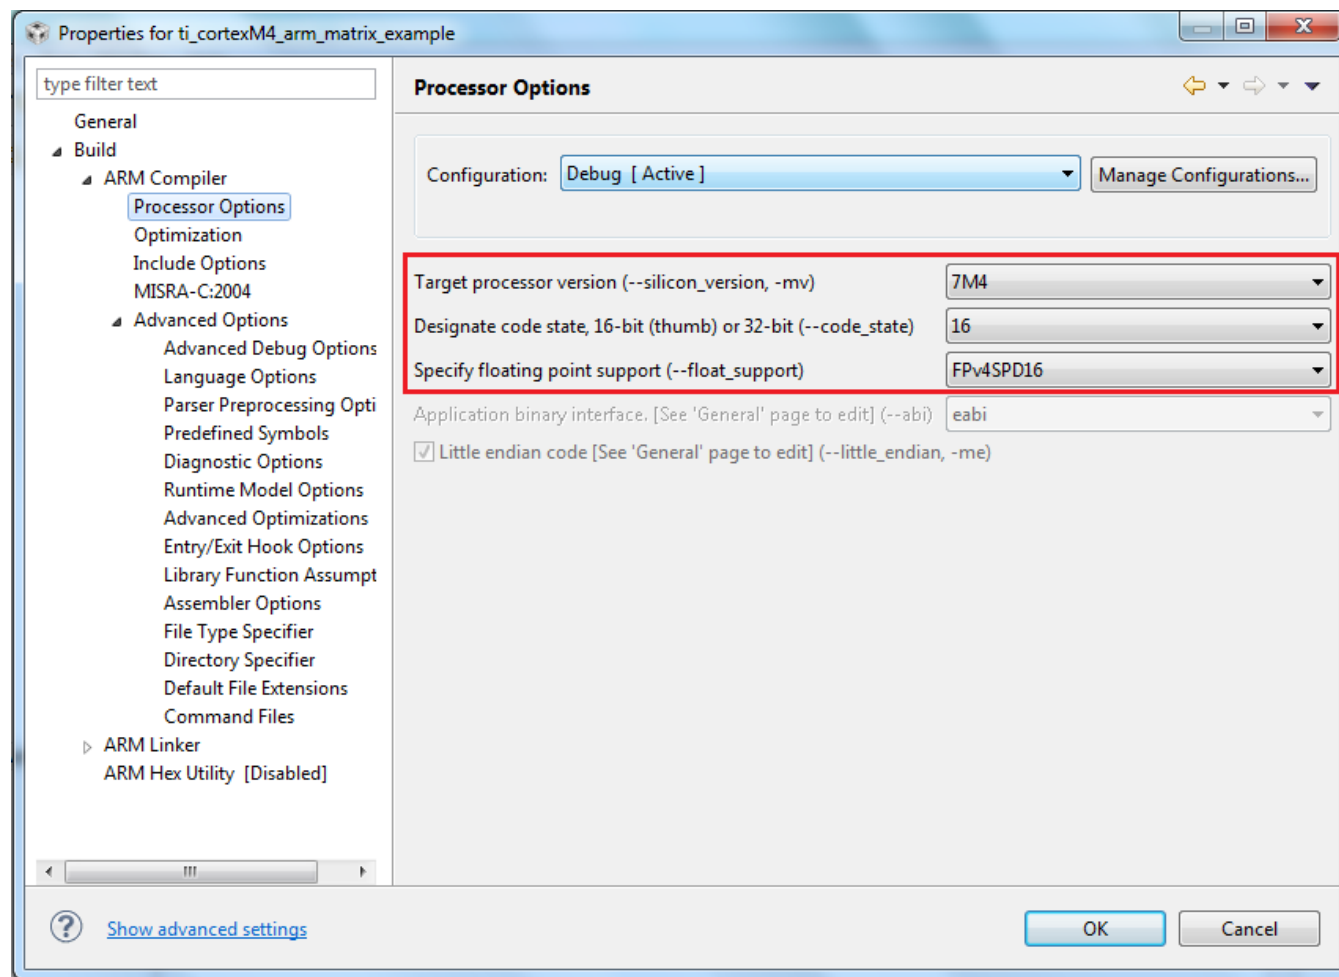 Properties for ti_cortexM4_arm_matrix_example
type filter text
General
Build
ARM Compiler
Processor Options
Optimization
Include Options
MISRA-C:2004
Advanced Options
Advanced Debug Options
Language Options
Parser Preprocessing Opti
Predefined Symbols
Diagnostic Options
Runtime Model Options
Advanced Optimizations
Entry/Exit Hook Options
Library Function Assumpt
Assembler Options
File Type Specifier
Directory Specifier
Default File Extensions
Command Files
ARM Linker
ARM Hex Utility [Disabled]
Processor Options
Configuration: Debug [ Active ] Manage Configurations...
Target processor version (--silicon_version, -mv) 7M4
Designate code state, 16-bit (thumb) or 32-bit (--code_state) 16
Specify floating point support (--float_support) FPv4SPD16
Application binary interface. [See 'General' page to edit] (--abi) eabi
Little endian code [See 'General' page to edit] (--little_endian, -me)
Show advanced settings
OK Cancel